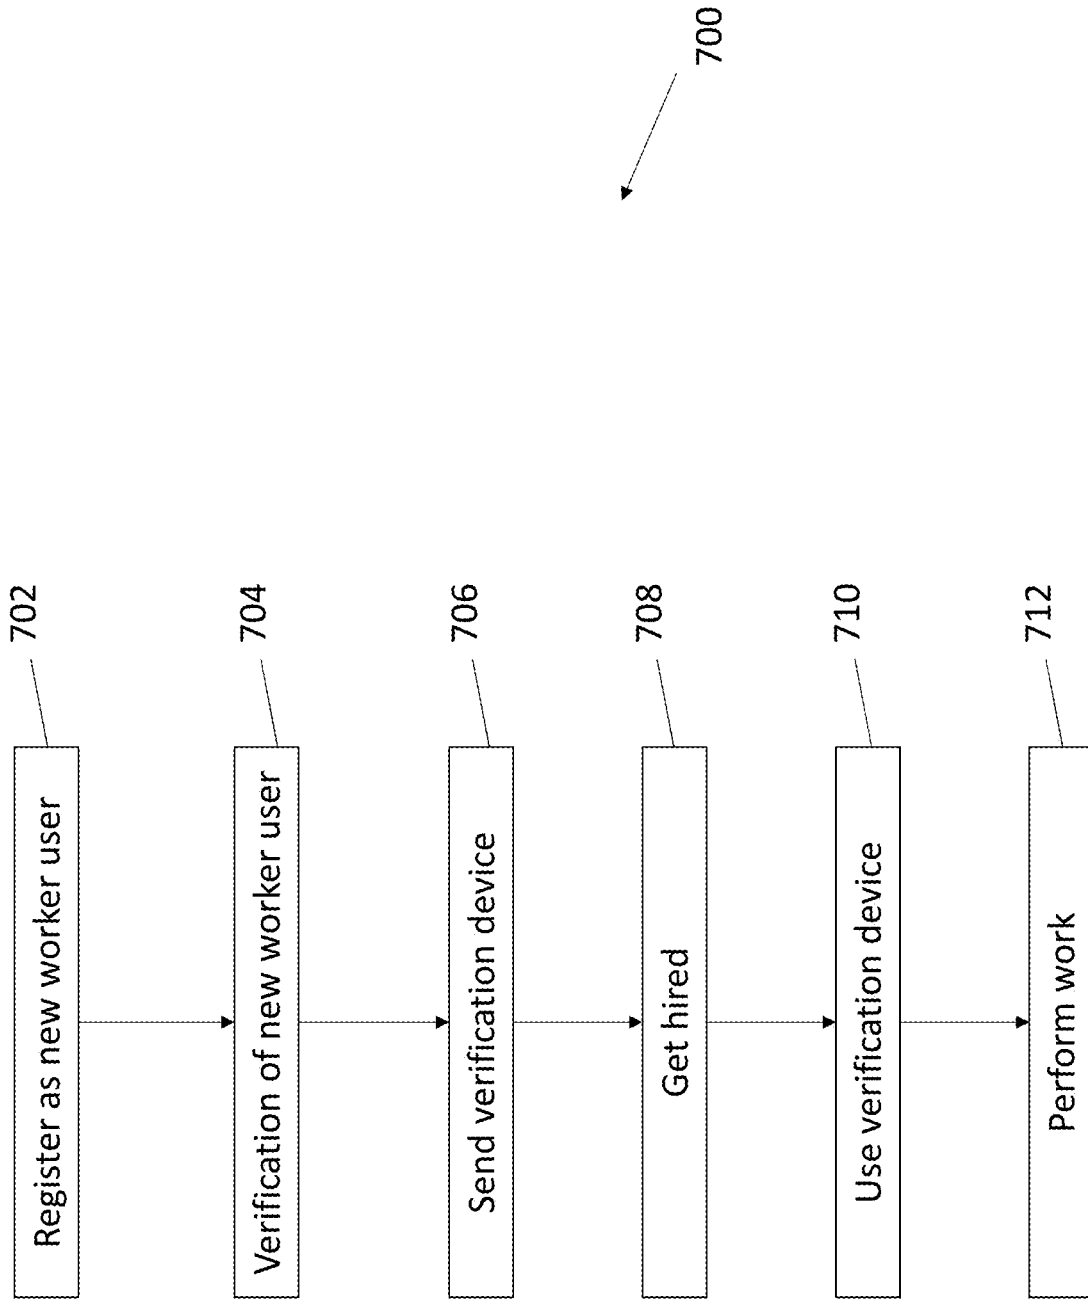 Register as new worker user
702
Verification of new worker user
704
Send verification device
706
Get hired
708
Use verification device
710
Perform work
712
700